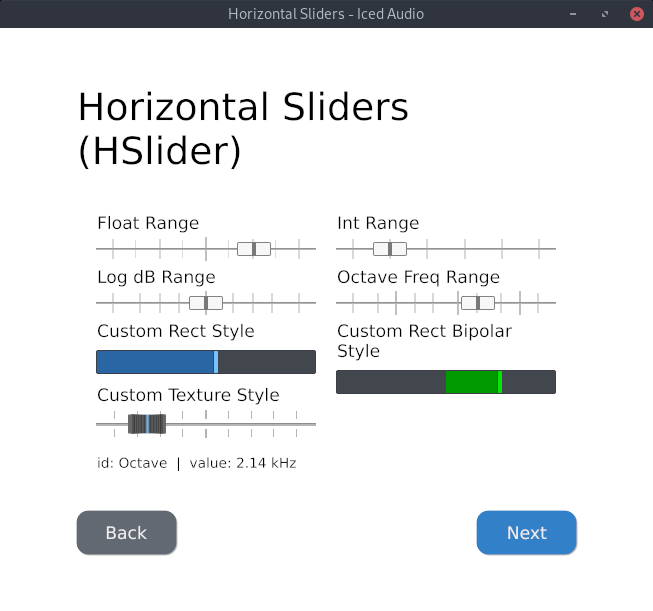 Horizontal Sliders - Iced Audio
Horizontal Sliders
(HSlider)
Float Range
Int Range
Log dB Range
Octave Freq Range
Custom Rect Style
Custom Rect Bipolar
Style
Custom Texture Style
id: Octave | value: 2.14 kHz
Back
Next